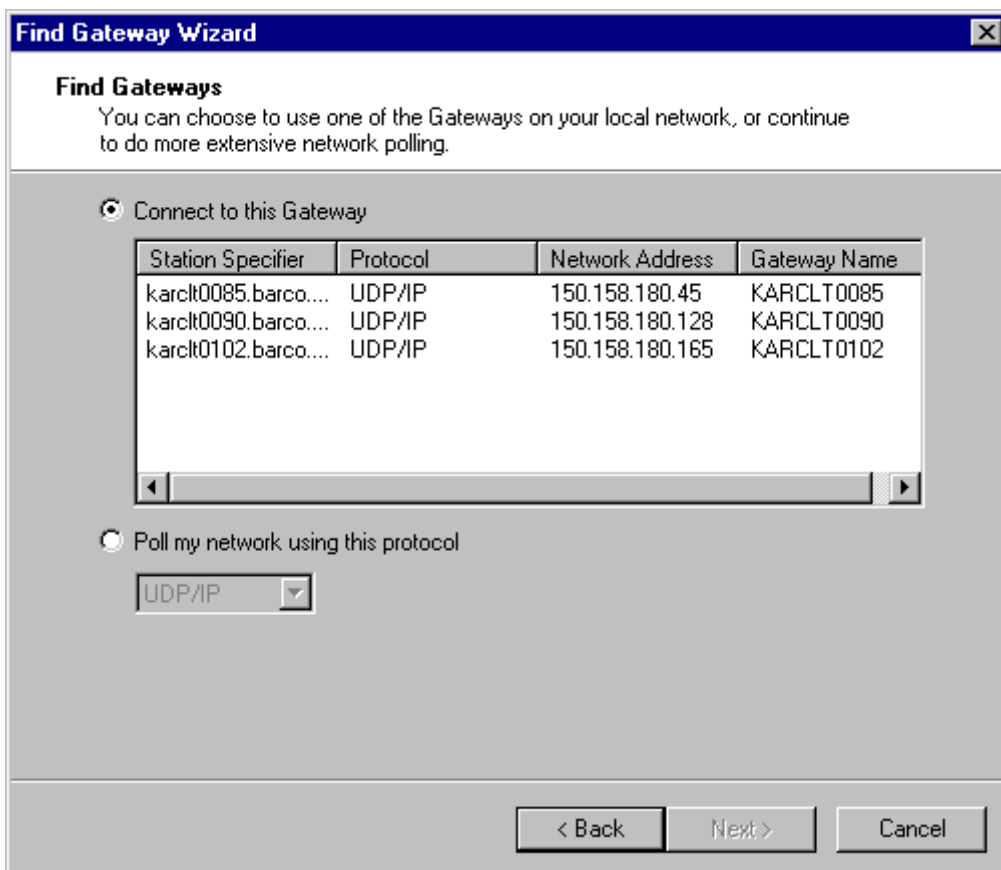 Find Gateway Wizard
Find Gateways
You can choose to use one of the Gateways on your local network, or continue
to do more extensive network polling.
Connect to this Gateway
Station Specifier Protocol Network Address Gateway Name
karclt0085.barco.... UDP/IP 150.158.180.45 KARCLT0085
karclt0090.barco.... UDP/IP 150.158.180.128 KARCLT0090
karclt0102.barco.... UDP/IP 150.158.180.165 KARCLT0102
Poll my network using this protocol
UDP/IP
< Back Next > Cancel